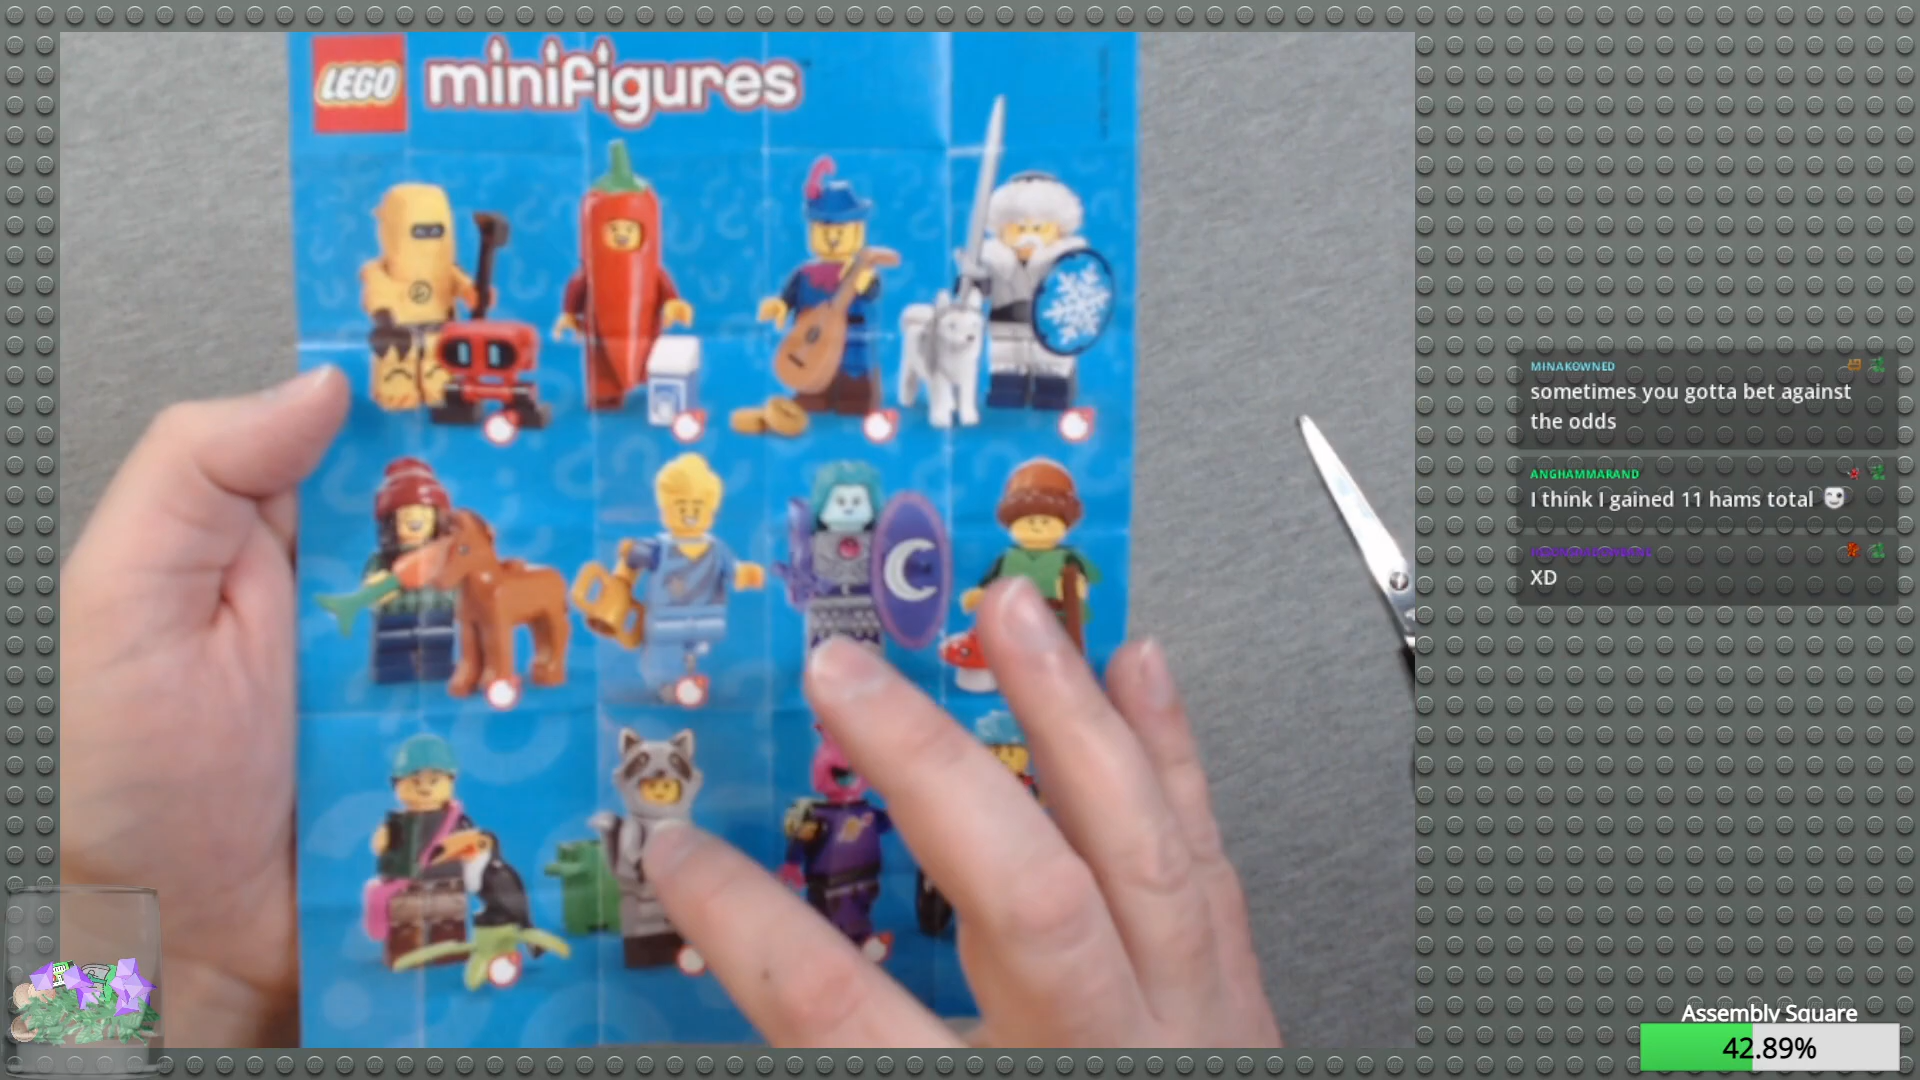 LEGO
minifigures
MINAKOWNED
sometimes you gotta bet against
the odds
ANGHAMMARAND
I think I gained 11 hams total
XD
Assembly Square
42.89%